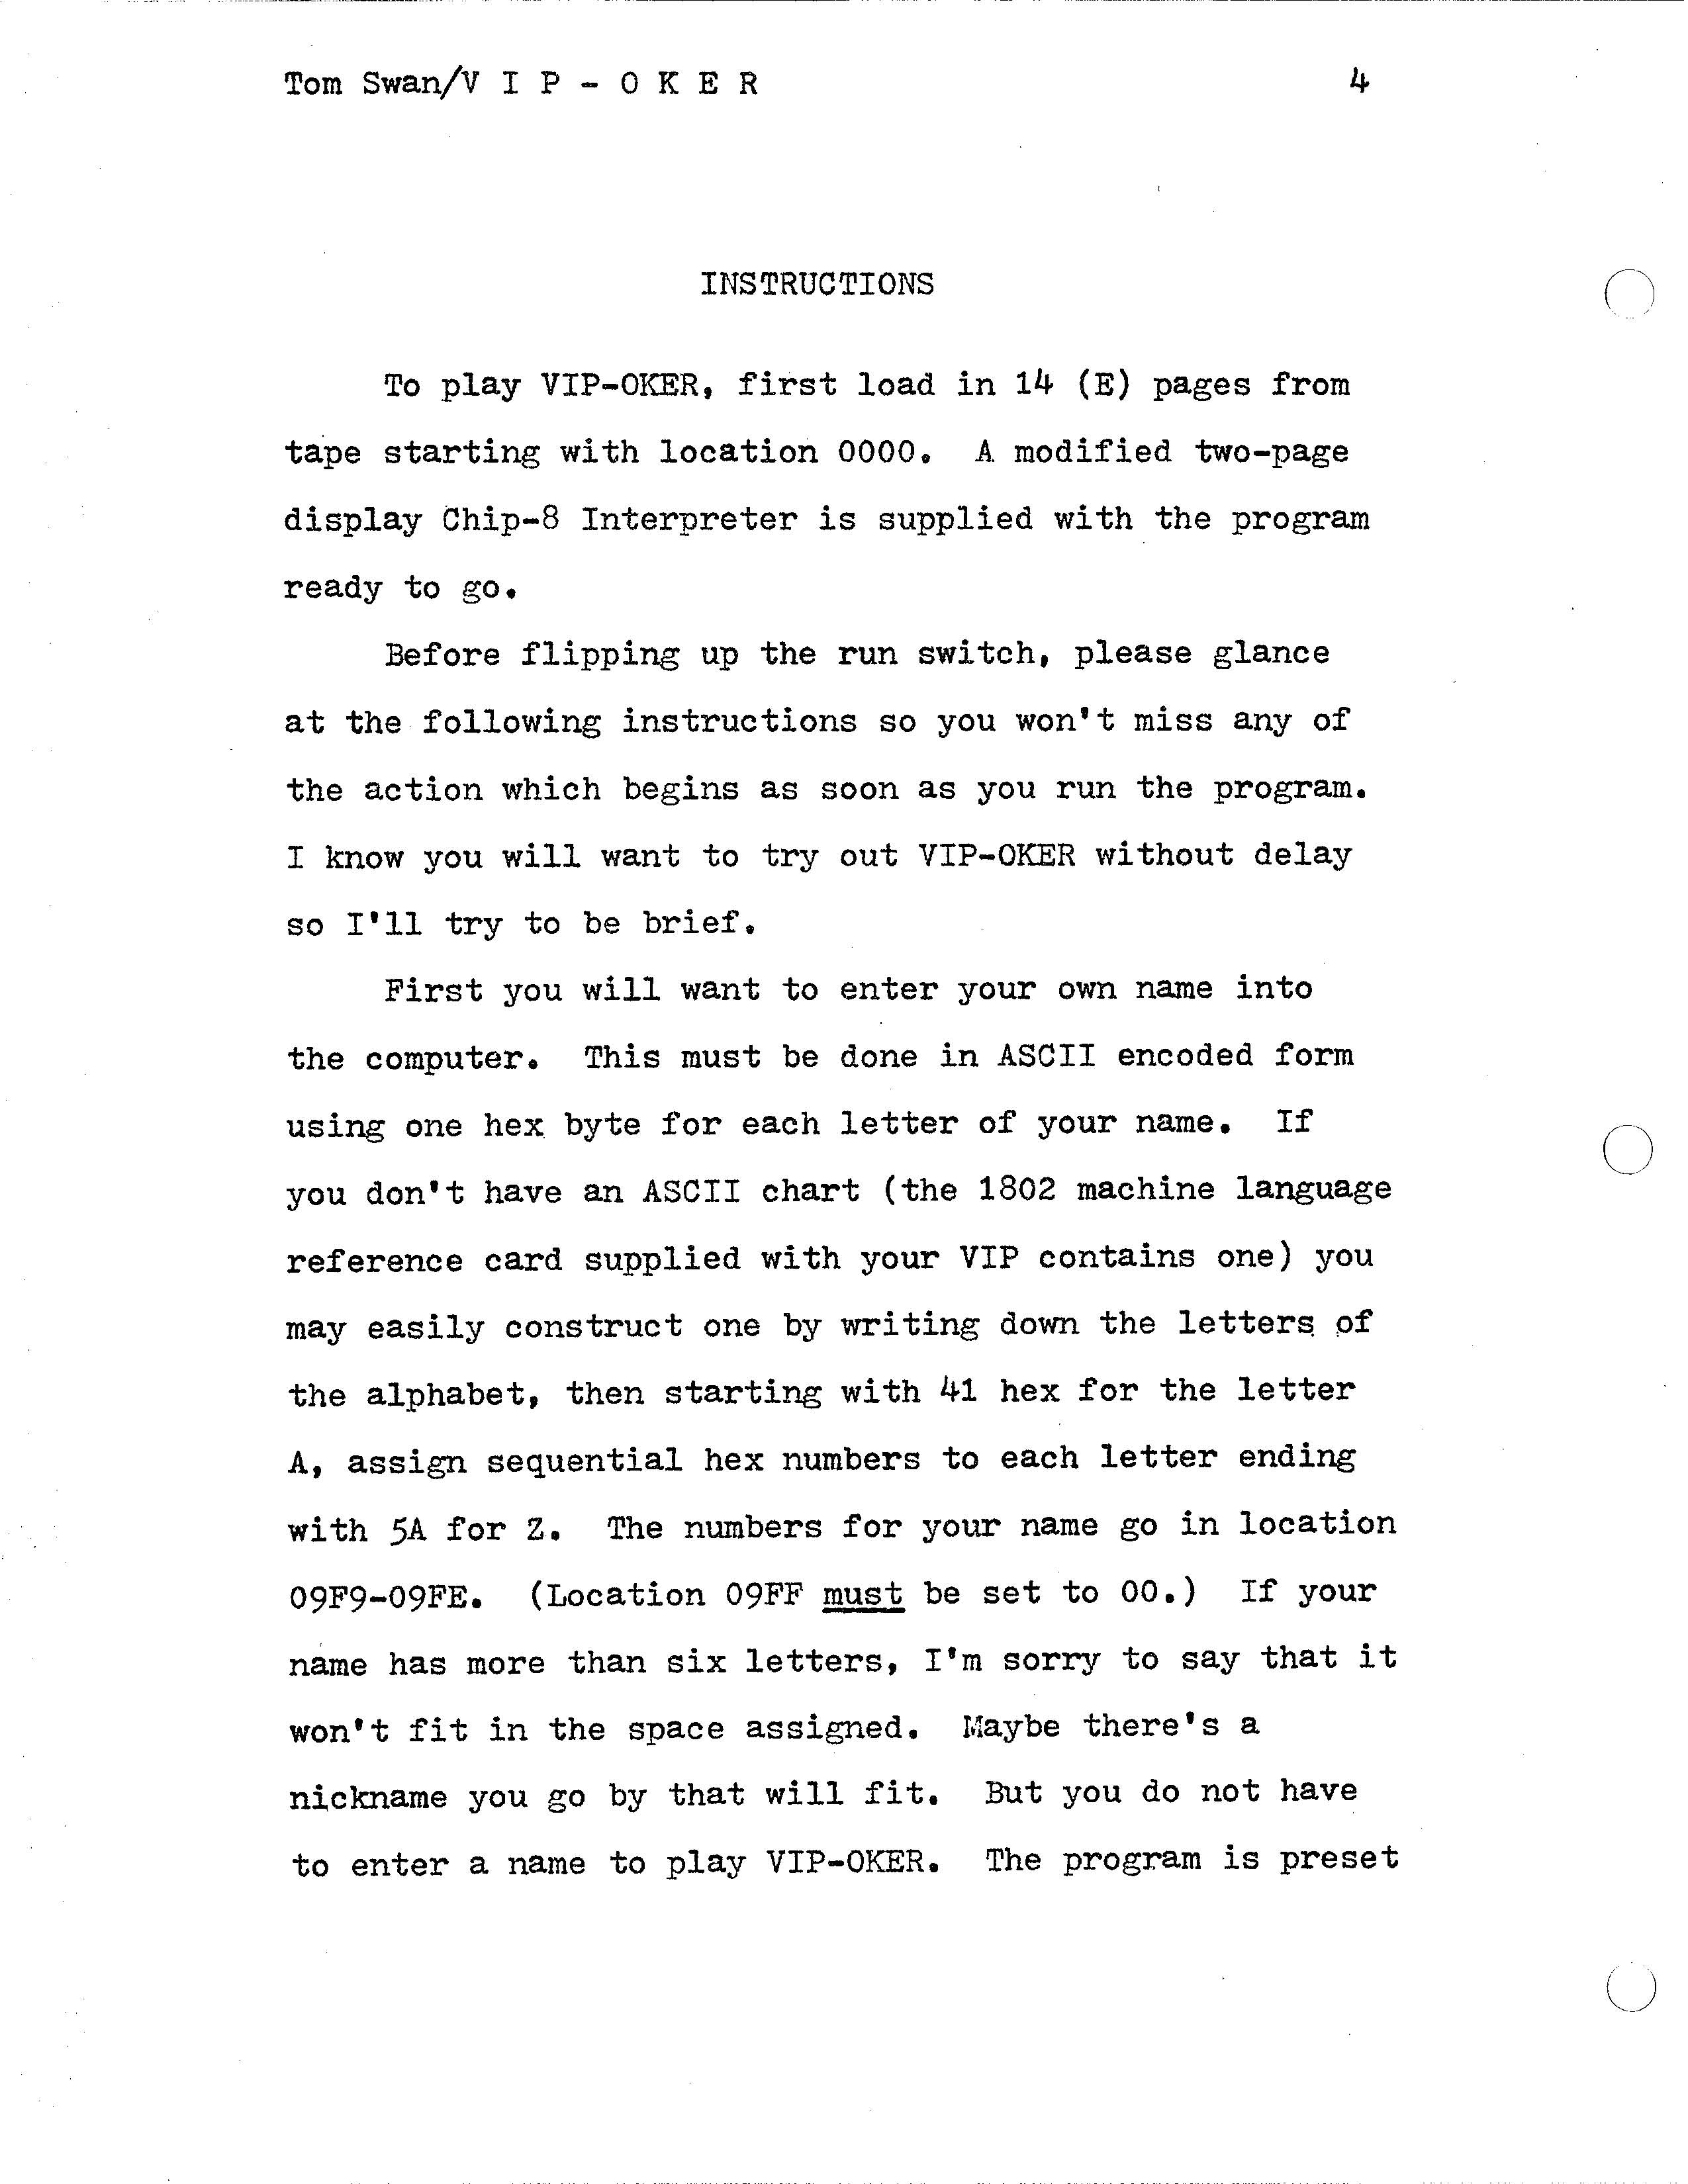 Tom Swan/V I P - O K E R 4
INSTRUCTIONS
To play VIP-OKER, first load in 14 (E) pages from
tape starting with location 0000. A modified two-page
display Chip-8 Interpreter is supplied with the program
ready to go.
Before flipping up the run switch, please glance
at the following instructions so you won't miss any of
the action which begins as soon as you run the program.
I know you will want to try out VIP-OKER without delay
so I'll try to be brief.
First you will want to enter your own name into
the computer. This must be done in ASCII encoded form
using one hex byte for each letter of your name. If
you don't have an ASCII chart (the 1802 machine language
reference card supplied with your VIP contains one) you
may easily construct one by writing down the letters of
the alphabet, then starting with 41 hex for the letter
A, assign sequential hex numbers to each letter ending
with 5A for Z. The numbers for your name go in location
09F9-09FE. (Location 09FF must be set to 00.) If your
name has more than six letters, I'm sorry to say that it
won't fit in the space assigned. Maybe there's a
nickname you go by that will fit. But you do not have
to enter a name to play VIP-OKER. The program is preset